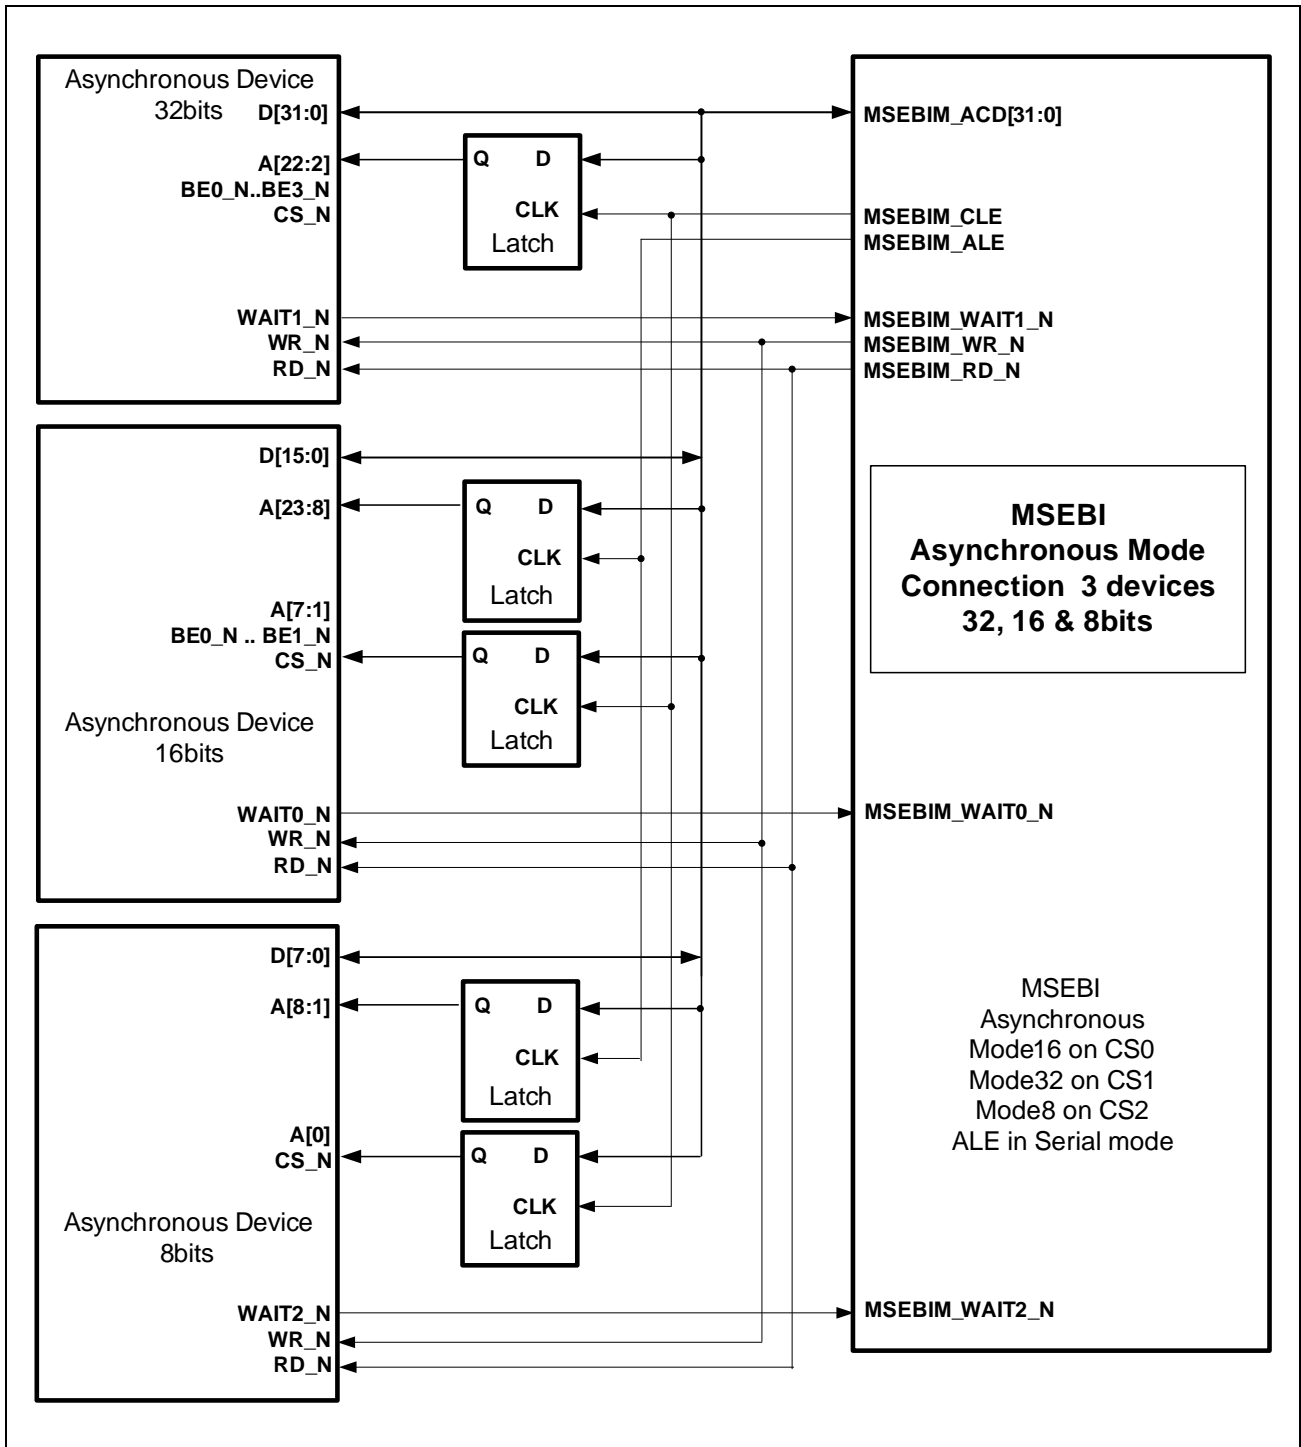 Asynchronous Device
32bits
D[31:0]
A[22:2]
BE0_N..BE3_N
CS_N
WAIT1_N
WR_N
RD_N
Q D
CLK
Latch
MSEBIM_ACD[31:0]
MSEBIM_CLE
MSEBIM_ALE
MSEBIM_WAIT1_N
MSEBIM_WR_N
MSEBIM_RD_N
MSEBI
Asynchronous Mode
Connection 3 devices
32, 16 & 8bits
D[15:0]
A[23:8]
A[7:1]
BE0_N .. BE1_N
CS_N
Asynchronous Device
16bits
WAIT0_N
WR_N
RD_N
Q D
CLK
Latch
Q D
CLK
Latch
MSEBIM_WAIT0_N
D[7:0]
A[8:1]
A[0]
CS_N
Asynchronous Device
8bits
WAIT2_N
WR_N
RD_N
Q D
CLK
Latch
Q D
CLK
Latch
MSEBI
Asynchronous
Mode16 on CS0
Mode32 on CS1
Mode8 on CS2
ALE in Serial mode
MSEBIM_WAIT2_N